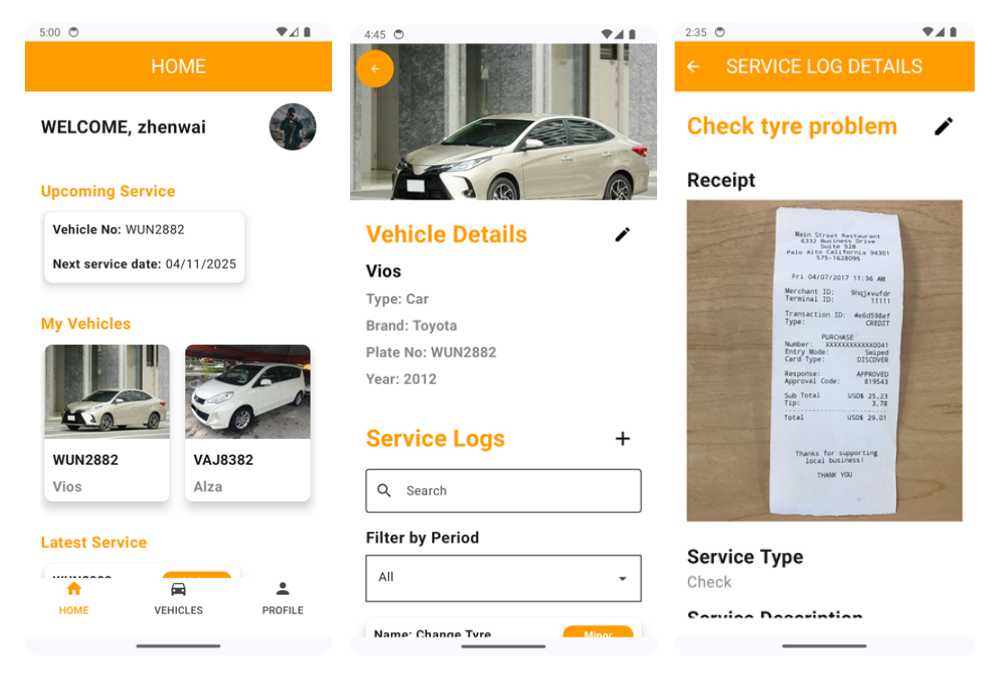 5:00
HOME
WELCOME, zhenwai
Upcoming Service
Vehicle No: WUN2882
Next service date: 04/11/2025
My Vehicles
WUN2882
Vios
VAJ8382
Alza
Latest Service
HOME
VEHICLES
PROFILE
4:45
Vehicle Details
Vios
Type: Car
Brand: Toyota
Plate No: WUN2882
Year: 2012
Service Logs
Search
Filter by Period
All
Name: Change Tyre
Minor
2:35
SERVICE LOG DETAILS
Check tyre problem
Receipt
Main Street Restaurant
6332 Business Drive
Suite 528
Palo Alto California 94301
575-1628095
Fri 04/07/2017 11:36 AM
Merchant ID: 9hqjxvufdr
Terminal ID: 11111
Transaction ID: #e6d598ef
Type: CREDIT
PURCHASE
Number: XXXXXXXXXXXX0041
Entry Mode: Swiped
Card Type: DISCOVER
Response: APPROVED
Approval Code: 819543
Sub Total USD$ 25.23
Tip: 3.78
Total USD$ 29.01
Thanks for supporting
local business!
THANK YOU
Service Type
Check
Service Description